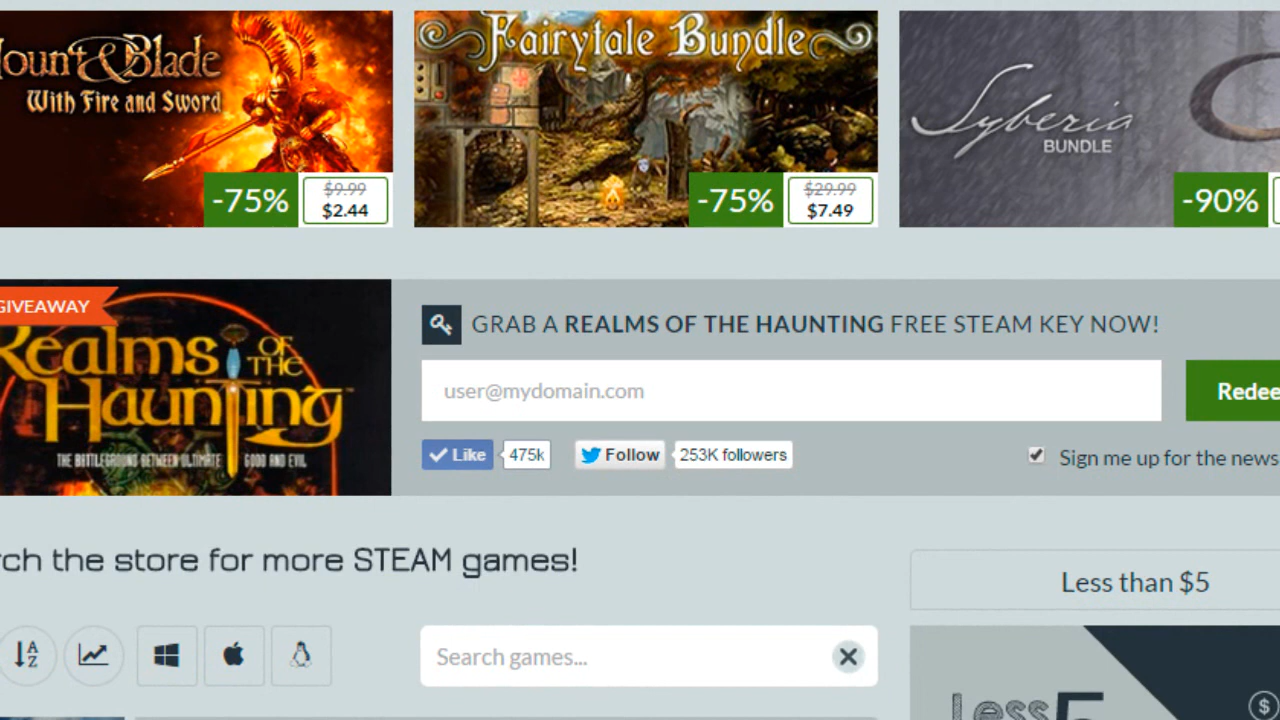 Mount & Blade
With Fire and Sword
-75%
$9.99
$2.44
Fairytale Bundle
-75%
$29.99
$7.49
Syberia
BUNDLE
-90%
GIVEAWAY
Realms
OF
THE
Haunting
THE BATTLEGROUND BETWEEN ULTIMATE GOOD AND EVIL
GRAB A REALMS OF THE HAUNTING FREE STEAM KEY NOW!
user@mydomain.com
Redee
Like
475k
Follow
253K followers
Sign me up for the news
rch the store for more STEAM games!
Less than $5
A
Z
Search games...
Less 5
$